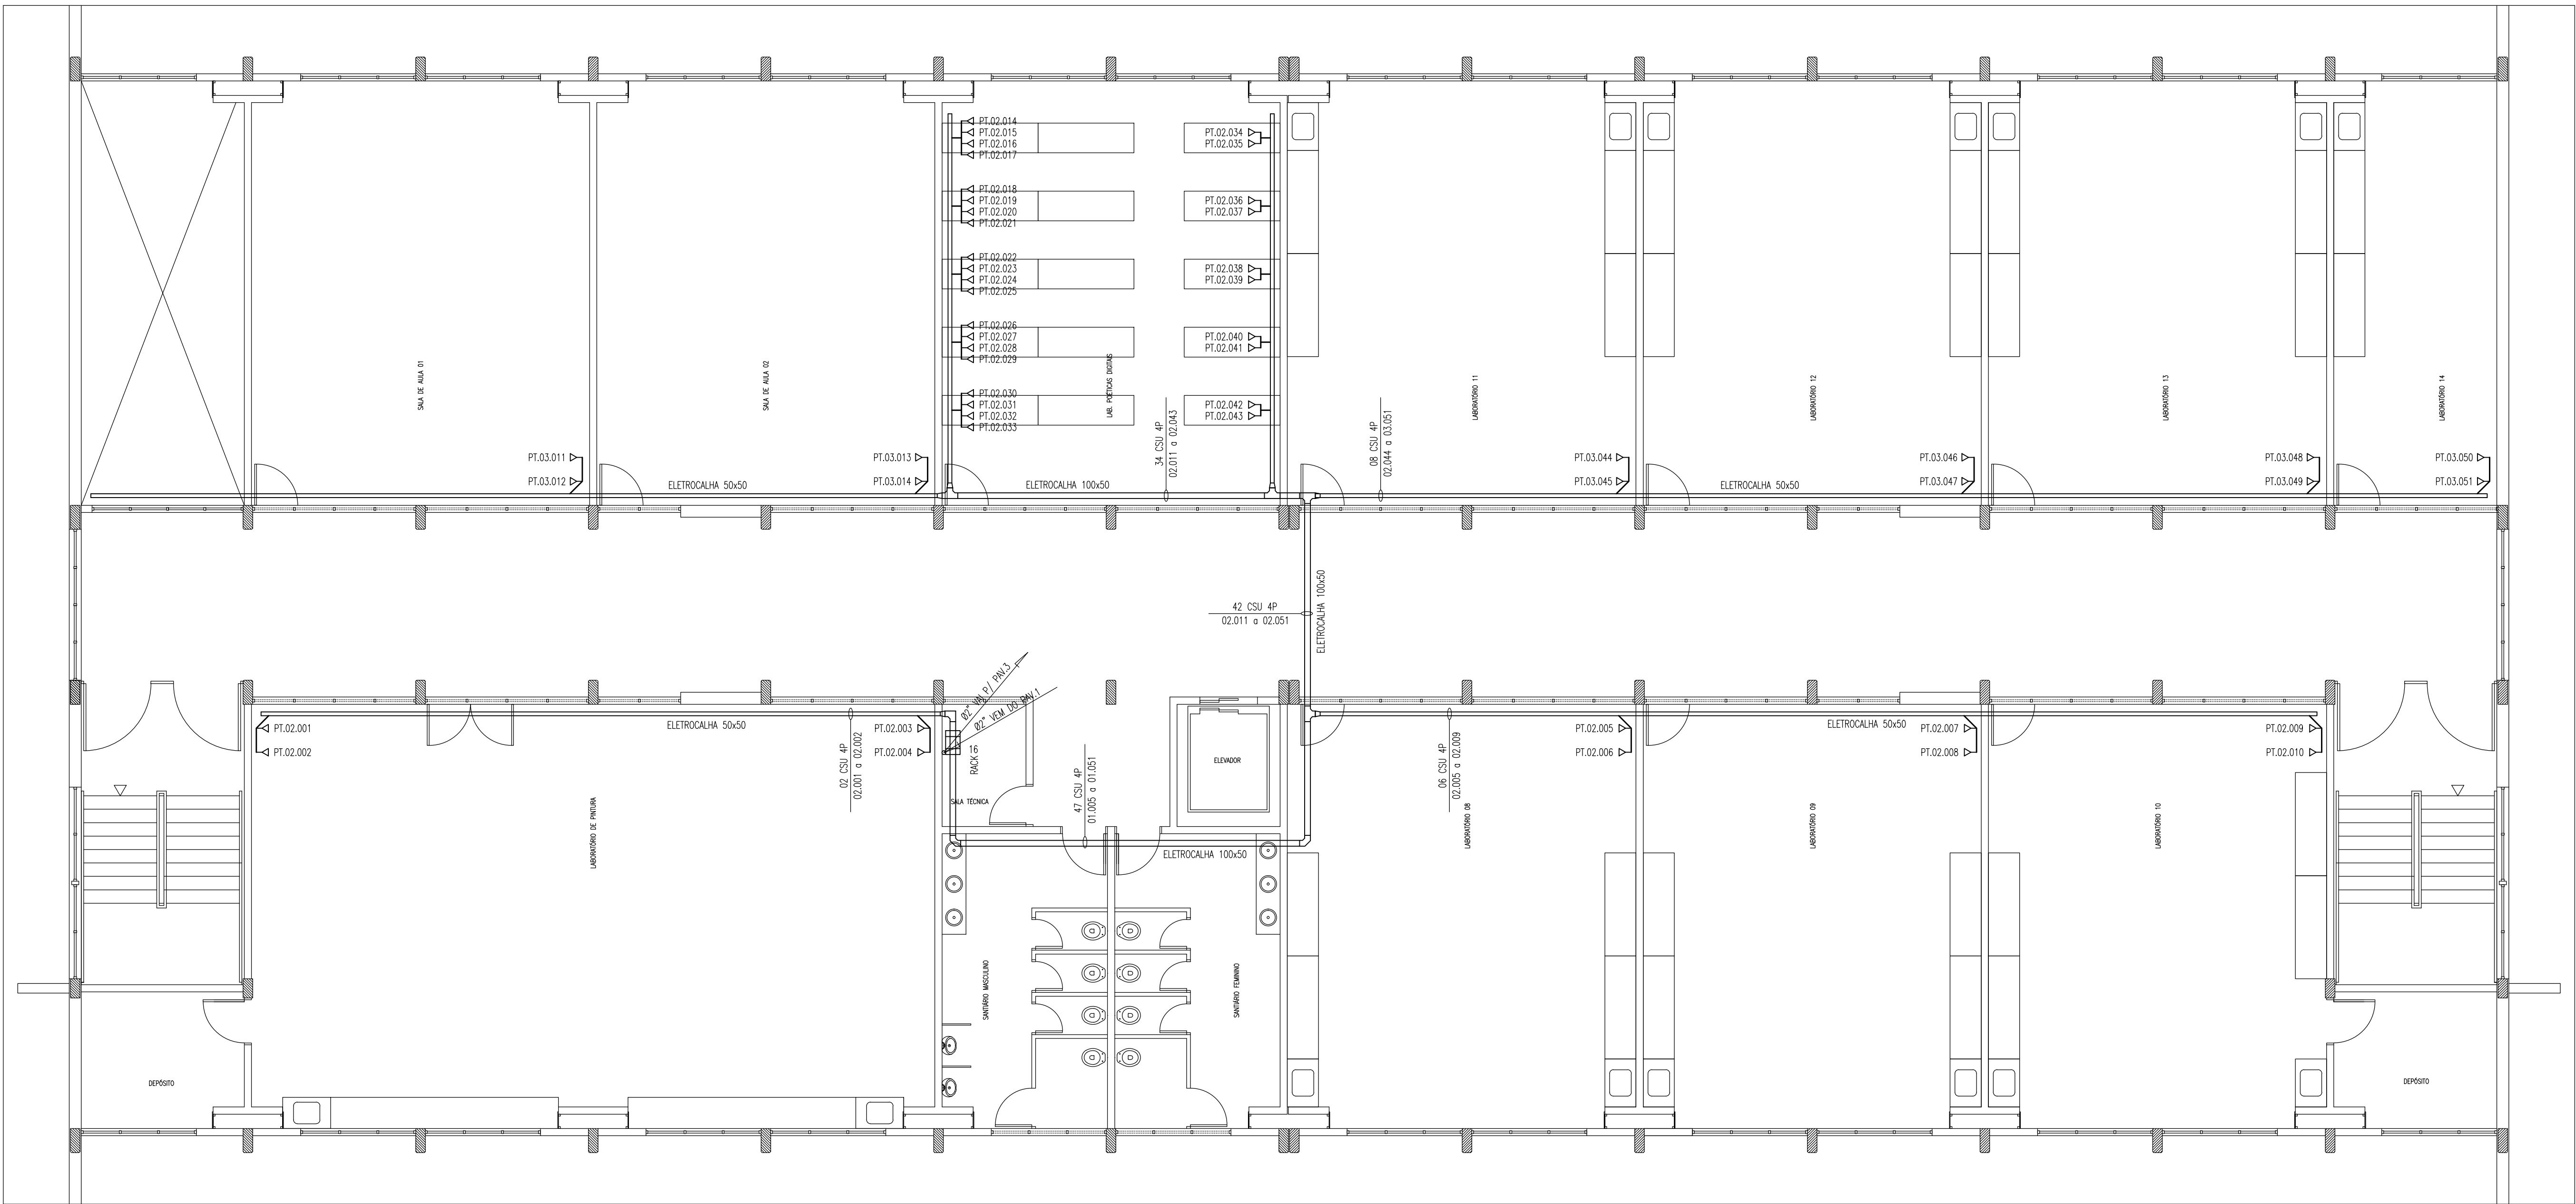 PT.02.014
PT.02.015
PT.02.016
PT.02.017
PT.02.018
PT.02.019
PT.02.020
PT.02.021
PT.02.022
PT.02.023
PT.02.024
PT.02.025
PT.02.026
PT.02.027
PT.02.028
PT.02.029
PT.02.030
PT.02.031
PT.02.032
PT.02.033
PT.02.034
PT.02.035
PT.02.036
PT.02.037
PT.02.038
PT.02.039
PT.02.040
PT.02.041
PT.02.042
PT.02.043
SALA DE AULA 01
SALA DE AULA 02
LAB. POÉTICAS DIGITAIS
LABORATÓRIO 11
LABORATÓRIO 12
LABORATÓRIO 13
LABORATÓRIO 14
34 CSU 4P
02.011 a 02.043
08 CSU 4P
02.044 a 03.051
PT.03.011
PT.03.012
PT.03.013
PT.03.014
PT.03.044
PT.03.045
PT.03.046
PT.03.047
PT.03.048
PT.03.049
PT.03.050
PT.03.051
ELETROCALHA 50x50
ELETROCALHA 100x50
ELETROCALHA 50x50
42 CSU 4P
02.011 a 02.051
ELETROCALHA 100x50
Ø2" VAI P/ PAV.3
Ø2" VEM DO PAV.1
PT.02.001
PT.02.002
ELETROCALHA 50x50
02 CSU 4P
02.001 a 02.002
PT.02.003
PT.02.004
RACK 16
SALA TÉCNICA
47 CSU 4P
01.005 a 01.051
ELEVADOR
ELETROCALHA 100x50
06 CSU 4P
02.005 a 02.009
PT.02.005
PT.02.006
ELETROCALHA 50x50
PT.02.007
PT.02.008
PT.02.009
PT.02.010
LABORATÓRIO DE PINTURA
LABORATÓRIO 08
LABORATÓRIO 09
LABORATÓRIO 10
SANTIÁRIO MASCULINO
SANTIÁRIO FEMININO
DEPÓSITO
DEPÓSITO